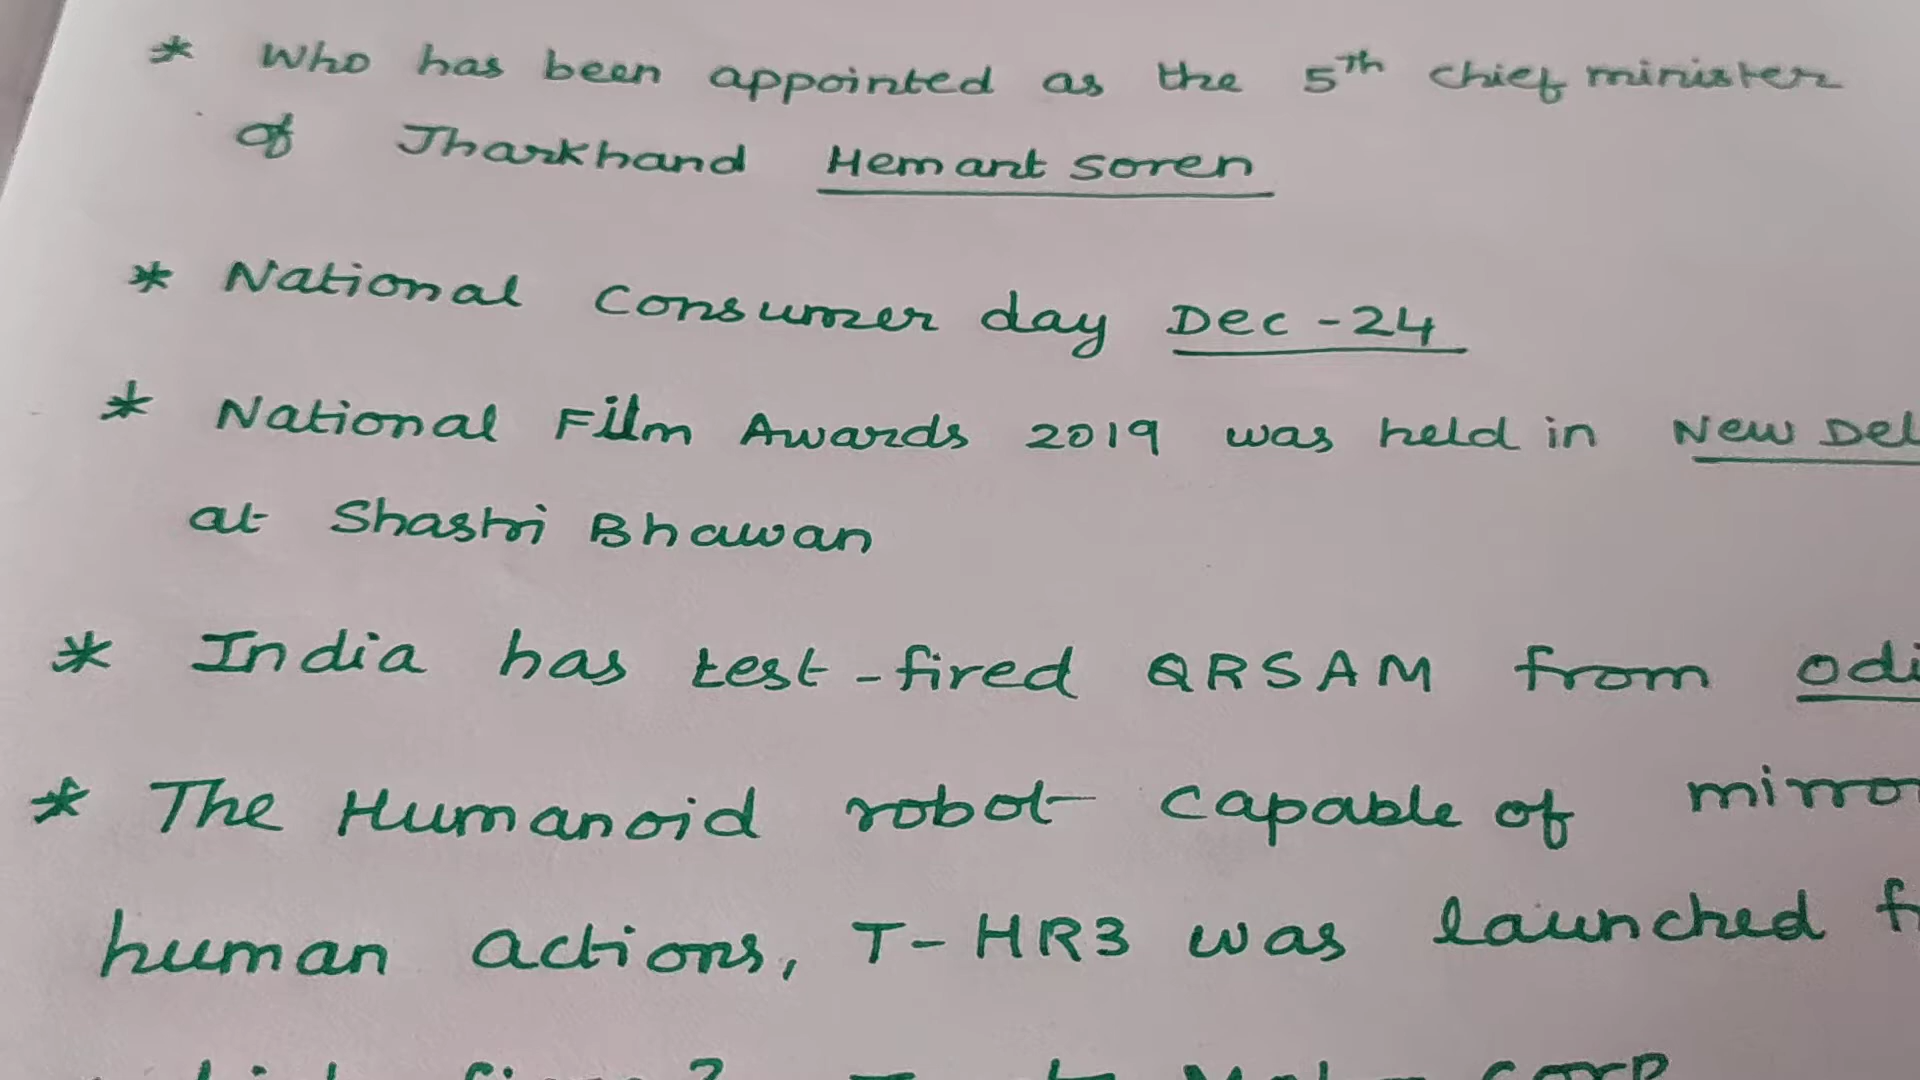 * Who has been appointed as the 5th chief minister
of Jharkhand Hemant Soren
* National Consumer day Dec - 24
* National Film Awards 2019 was held in New Del
at Shastri Bhawan
* India has test - fired QRSAM from odi
* The Humanoid robot capable of mirro
human actions, T - HR3 was launched f